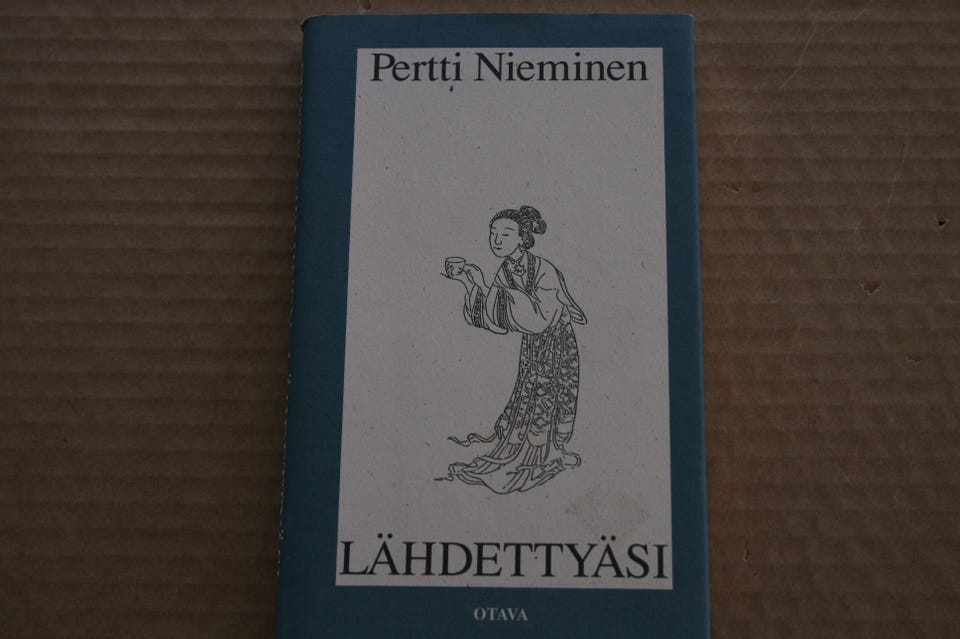 Pertti Nieminen
LÄHDETTYÄSI
OTAVA